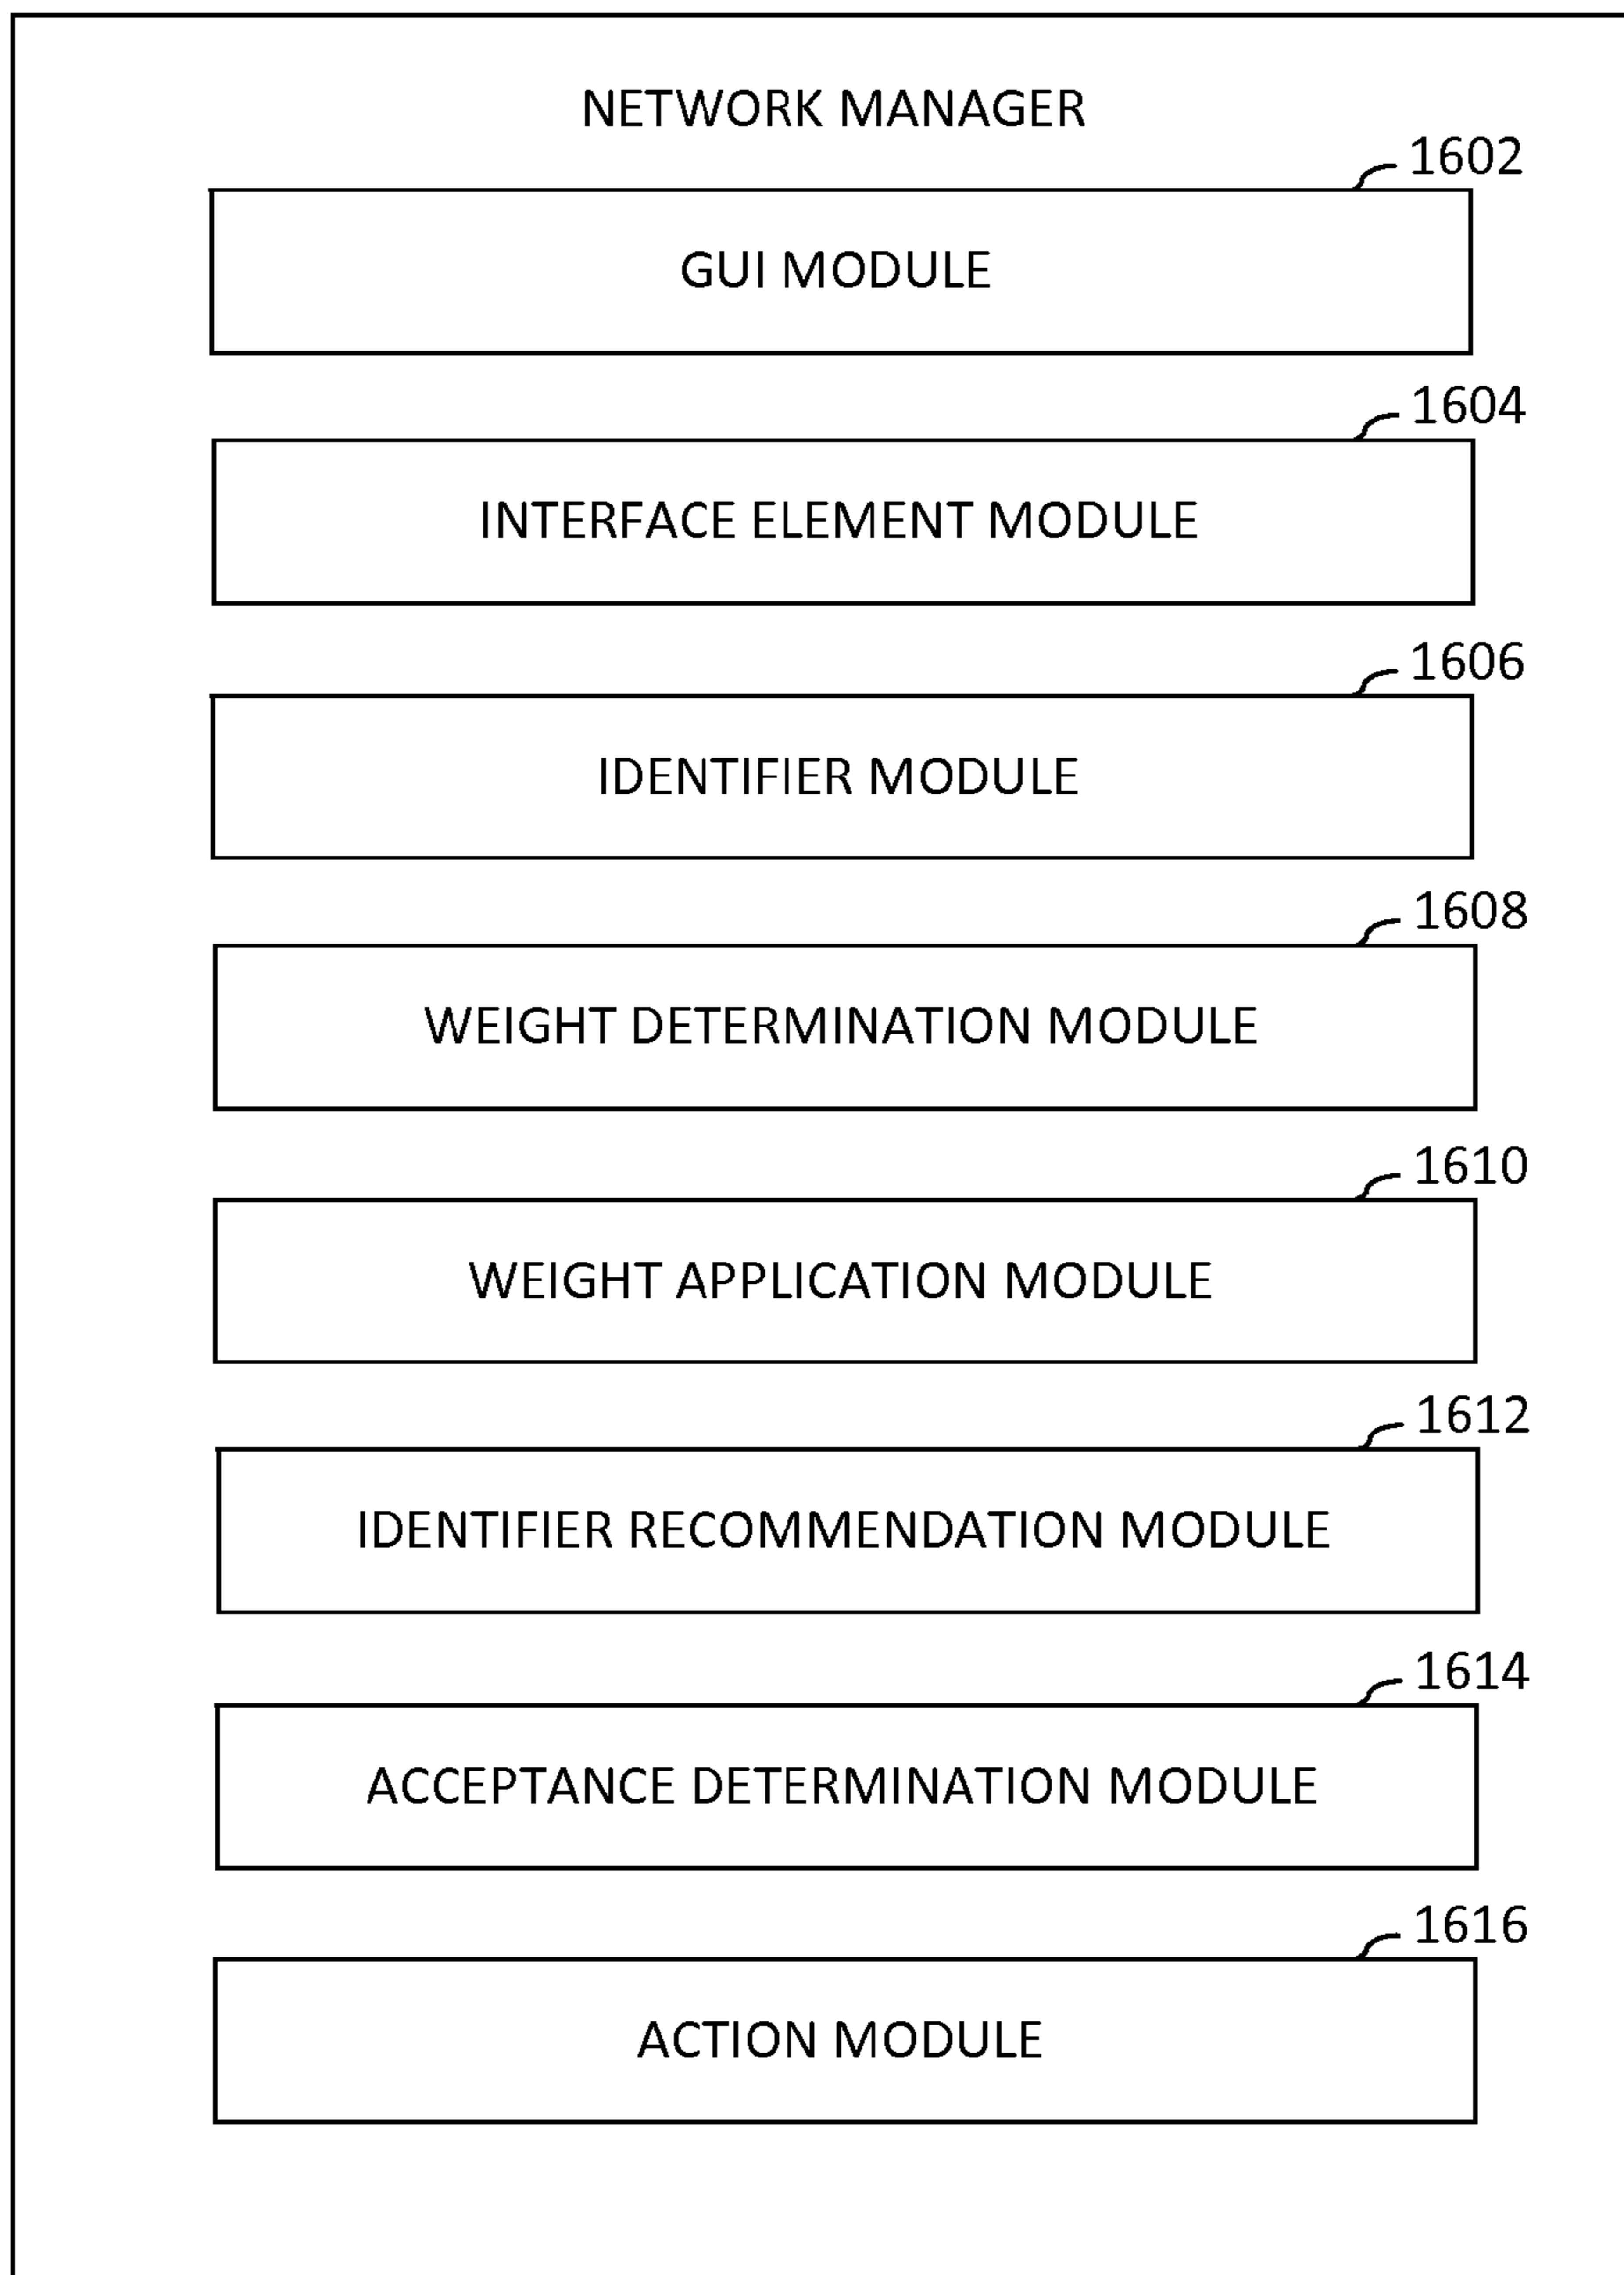 NETWORK MANAGER
1602
GUI MODULE
1604
INTERFACE ELEMENT MODULE
1606
IDENTIFIER MODULE
1608
WEIGHT DETERMINATION MODULE
1610
WEIGHT APPLICATION MODULE
1612
IDENTIFIER RECOMMENDATION MODULE
1614
ACCEPTANCE DETERMINATION MODULE
1616
ACTION MODULE